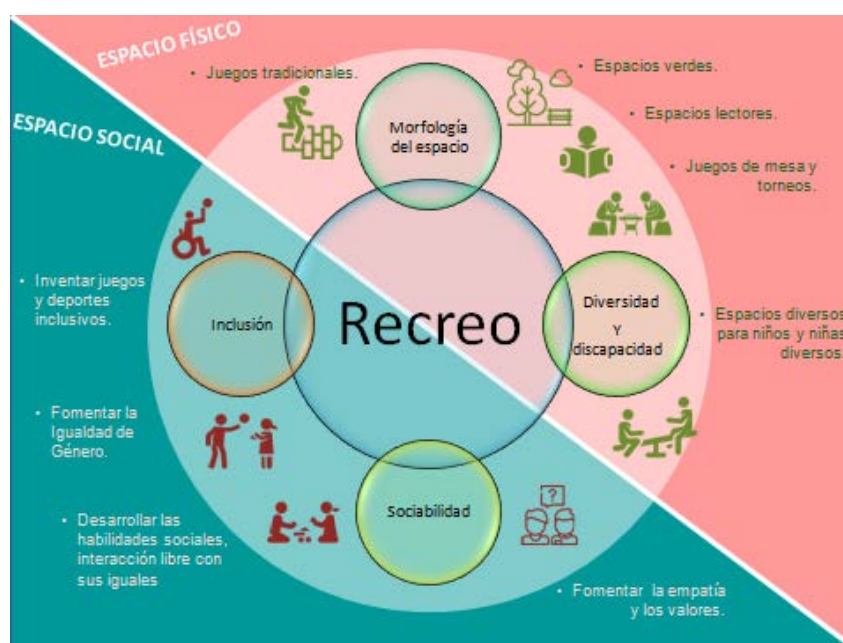 ESPACIO FÍSICO
ESPACIO SOCIAL
• Juegos tradicionales.
• Espacios verdes.
• Espacios lectores.
• Juegos de mesa y
torneos.
Morfología
del espacio
• Inventar juegos
y deportes
inclusivos.
Inclusión
Recreo
Diversidad
y
discapacidad
• Espacios diversos
para niños y niñas
diversos.
• Fomentar la
Igualdad de
Género.
• Desarrollar las
habilidades sociales,
interacción libre con
sus iguales
Sociabilidad
?
• Fomentar la empatía
y los valores.